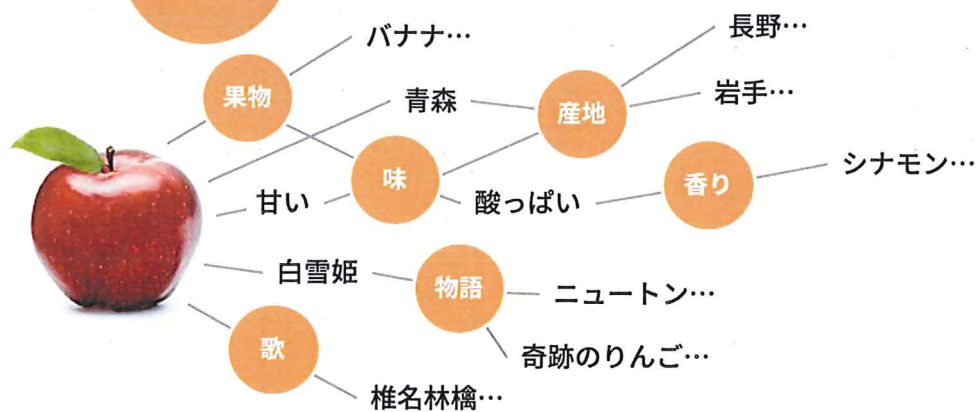 バナナ…
長野…
果物
青森
産地
岩手…
味
香り
シナモン…
甘い
酸っぱい
白雪姫
物語
ニュートン…
歌
奇跡のりんご…
椎名林檎…